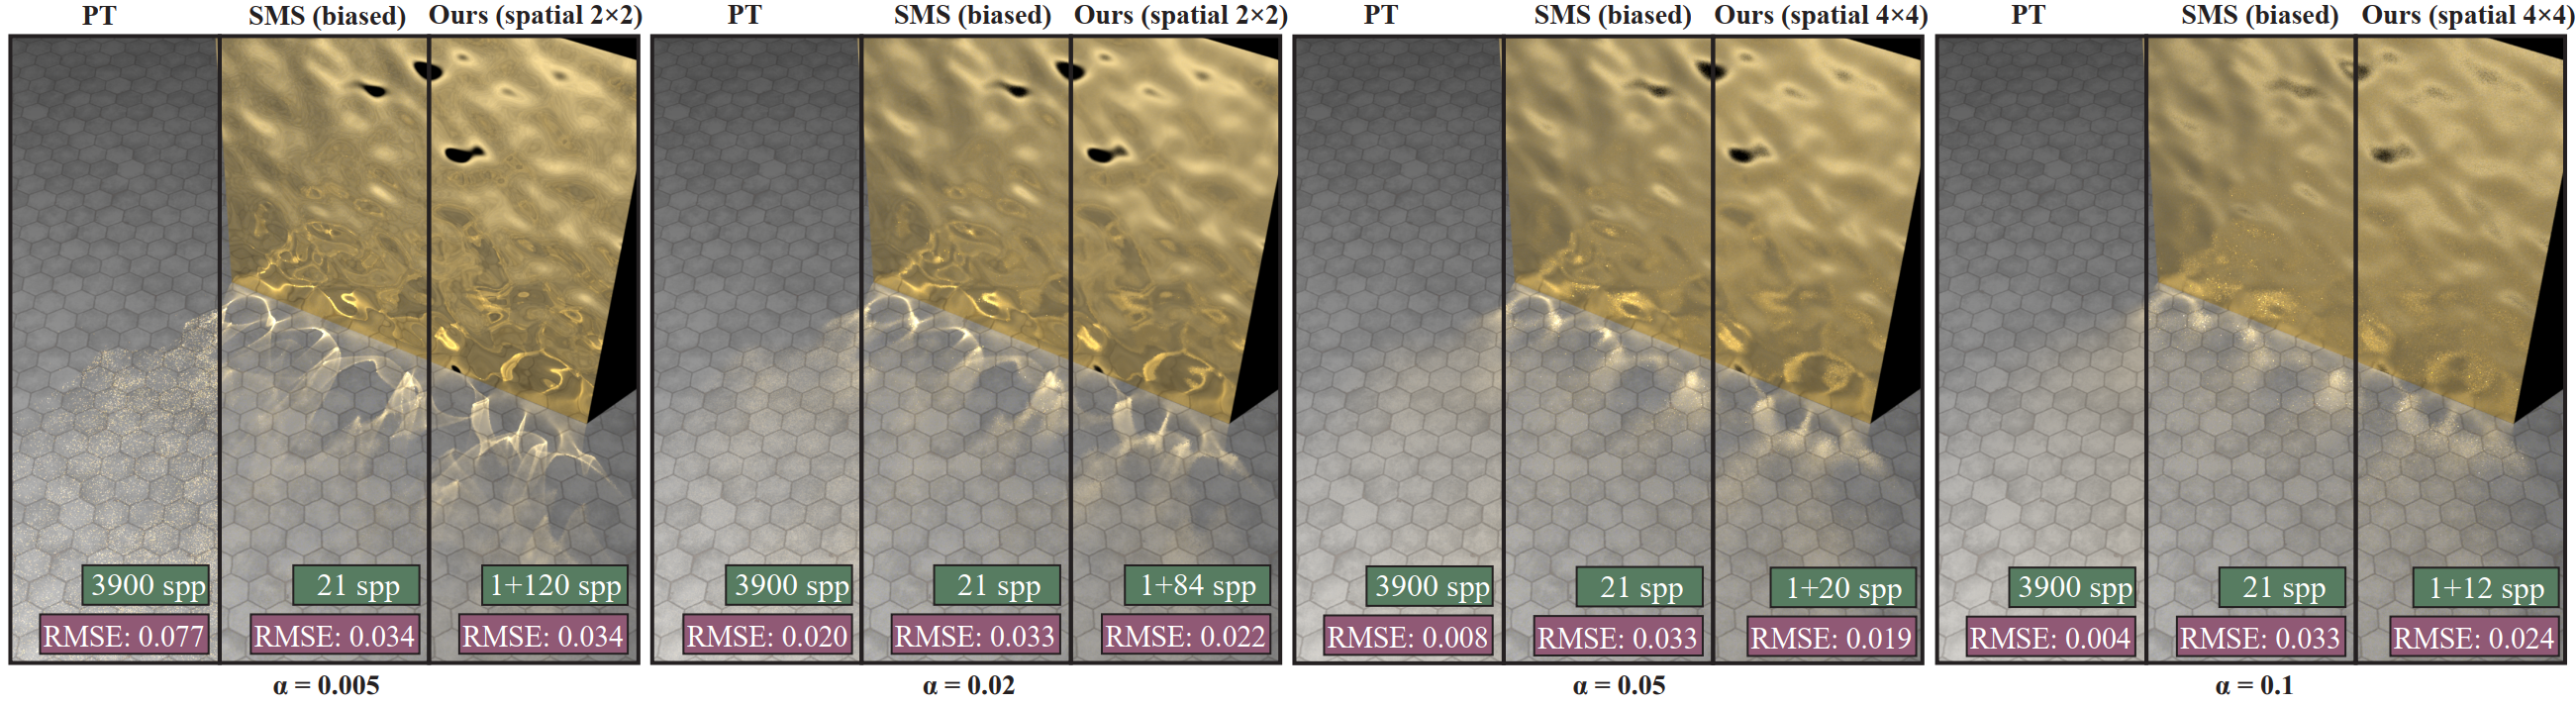 PT SMS (biased) Ours (spatial 2×2) PT SMS (biased) Ours (spatial 2×2) PT SMS (biased) Ours (spatial 4×4) PT SMS (biased) Ours (spatial 4×4)
3900 spp 21 spp 1+120 spp 3900 spp 21 spp 1+84 spp 3900 spp 21 spp 1+20 spp 3900 spp 21 spp 1+12 spp
RMSE: 0.077 RMSE: 0.034 RMSE: 0.034 RMSE: 0.020 RMSE: 0.033 RMSE: 0.022 RMSE: 0.008 RMSE: 0.033 RMSE: 0.019 RMSE: 0.004 RMSE: 0.033 RMSE: 0.024
α = 0.005 α = 0.02 α = 0.05 α = 0.1